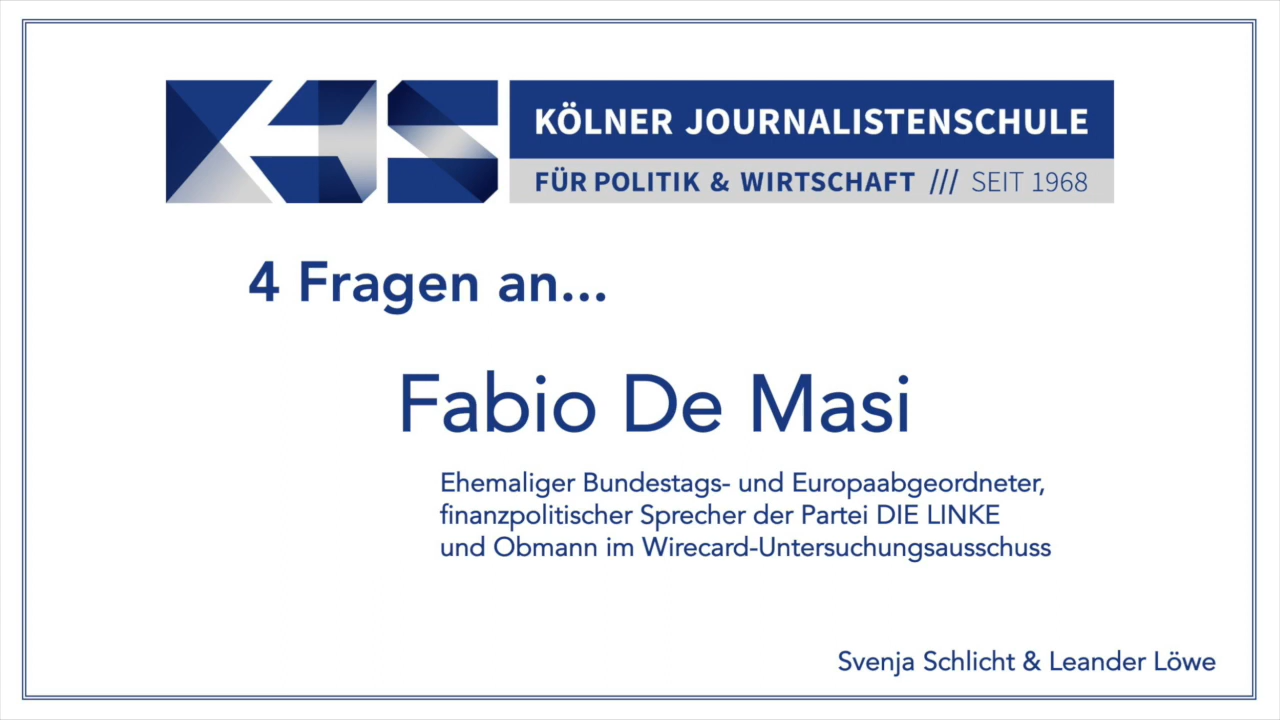 KJS
KÖLNER JOURNALISTENSCHULE
FÜR POLITIK & WIRTSCHAFT /// SEIT 1968
4 Fragen an...
Fabio De Masi
Ehemaliger Bundestags- und Europaabgeordneter,
finanzpolitischer Sprecher der Partei DIE LINKE
und Obmann im Wirecard-Untersuchungsausschuss
Svenja Schlicht & Leander Löwe